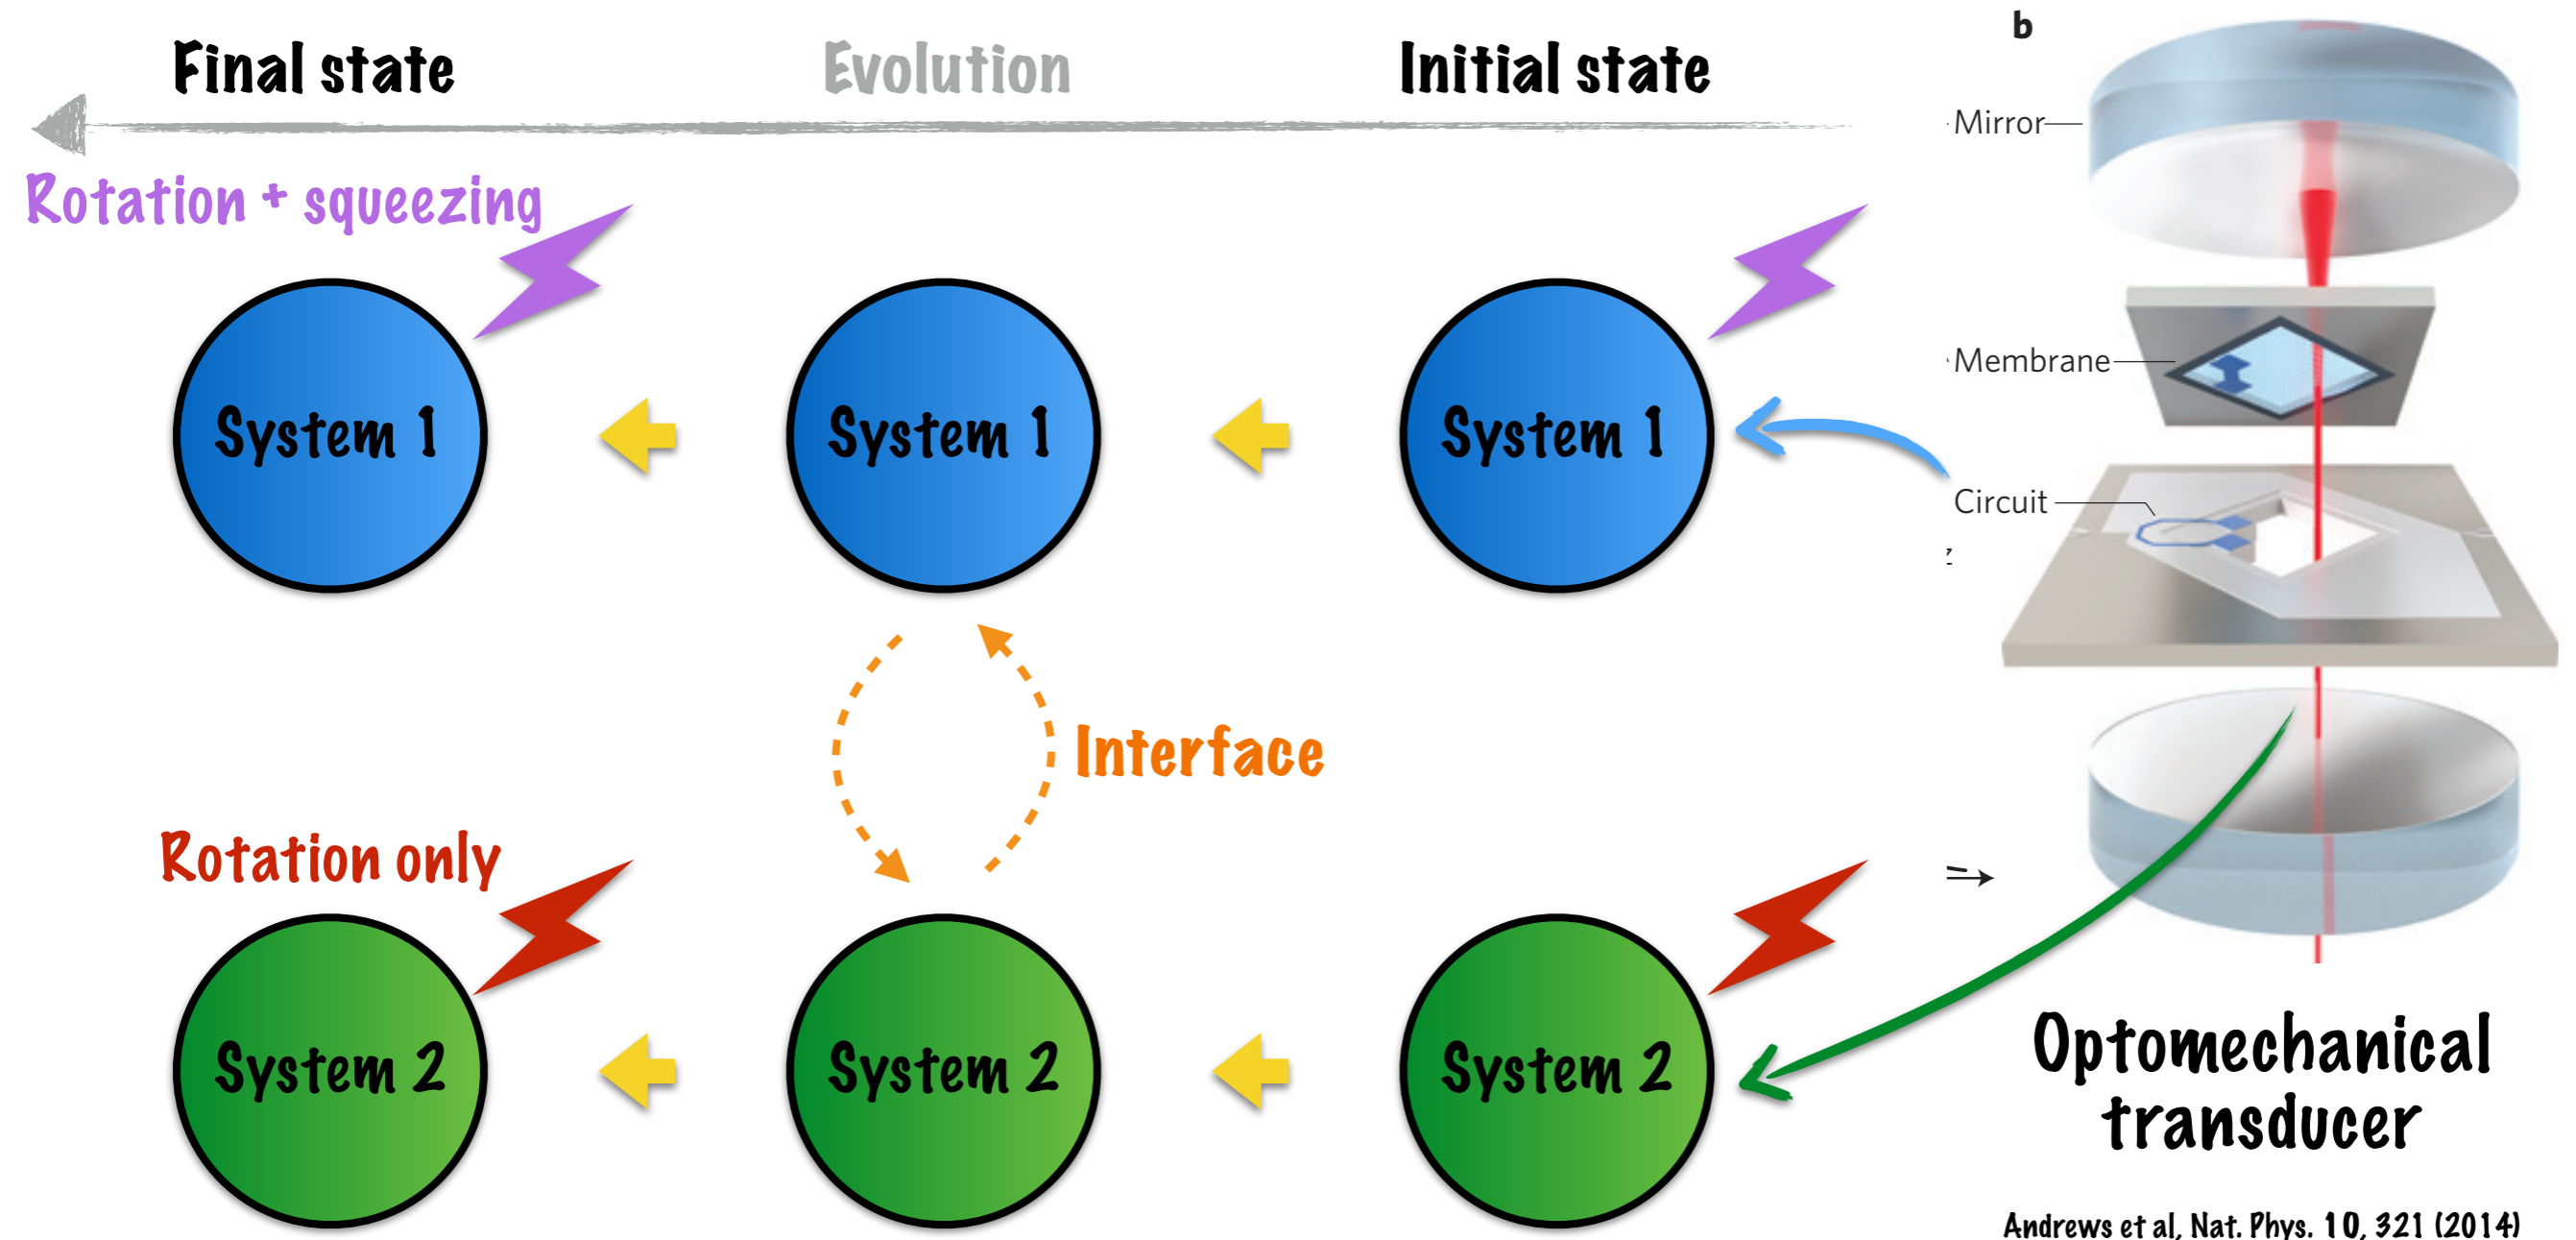 Final state
Evolution
Initial state
b
Mirror
Rotation + squeezing
System 1
System 1
System 1
Membrane
Circuit
z
Interface
Rotation only
System 2
System 2
System 2
Optomechanical
transducer
Andrews et al, Nat. Phys. 10, 321 (2014)